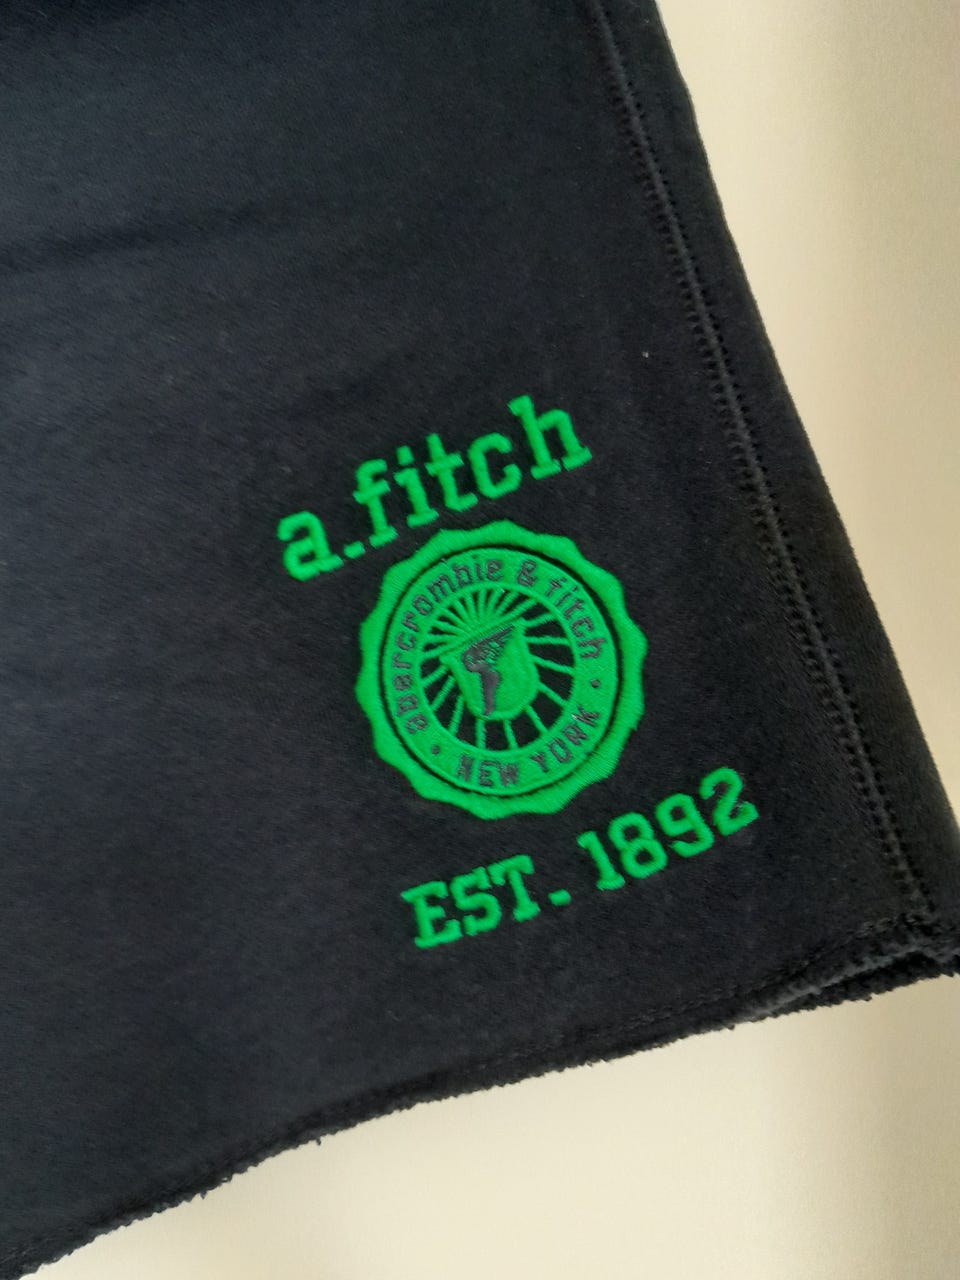 a.fitch
abercrombie & fitch
• NEW YORK •
EST. 1892